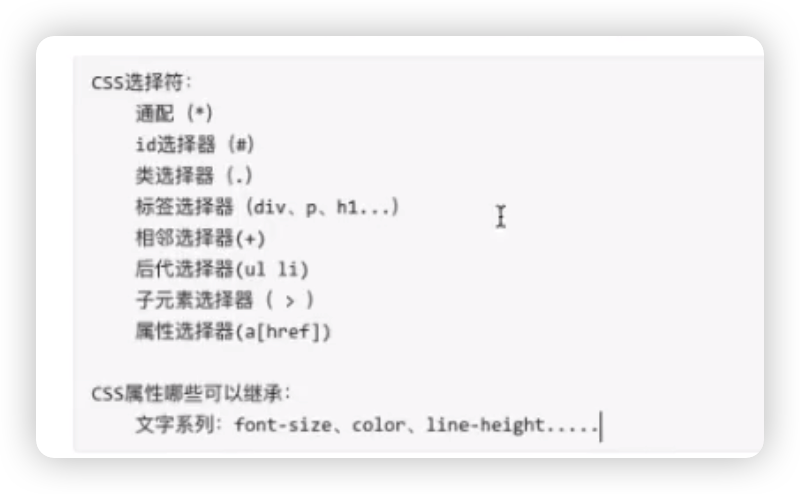 CSS选择符：
通配（*）
id选择器（#）
类选择器（.）
标签选择器（div、p、h1...）
相邻选择器(+)
后代选择器(ul li)
子元素选择器（ > ）
属性选择器(a[href])
CSS属性哪些可以继承：
文字系列：font-size、color、line-height.....